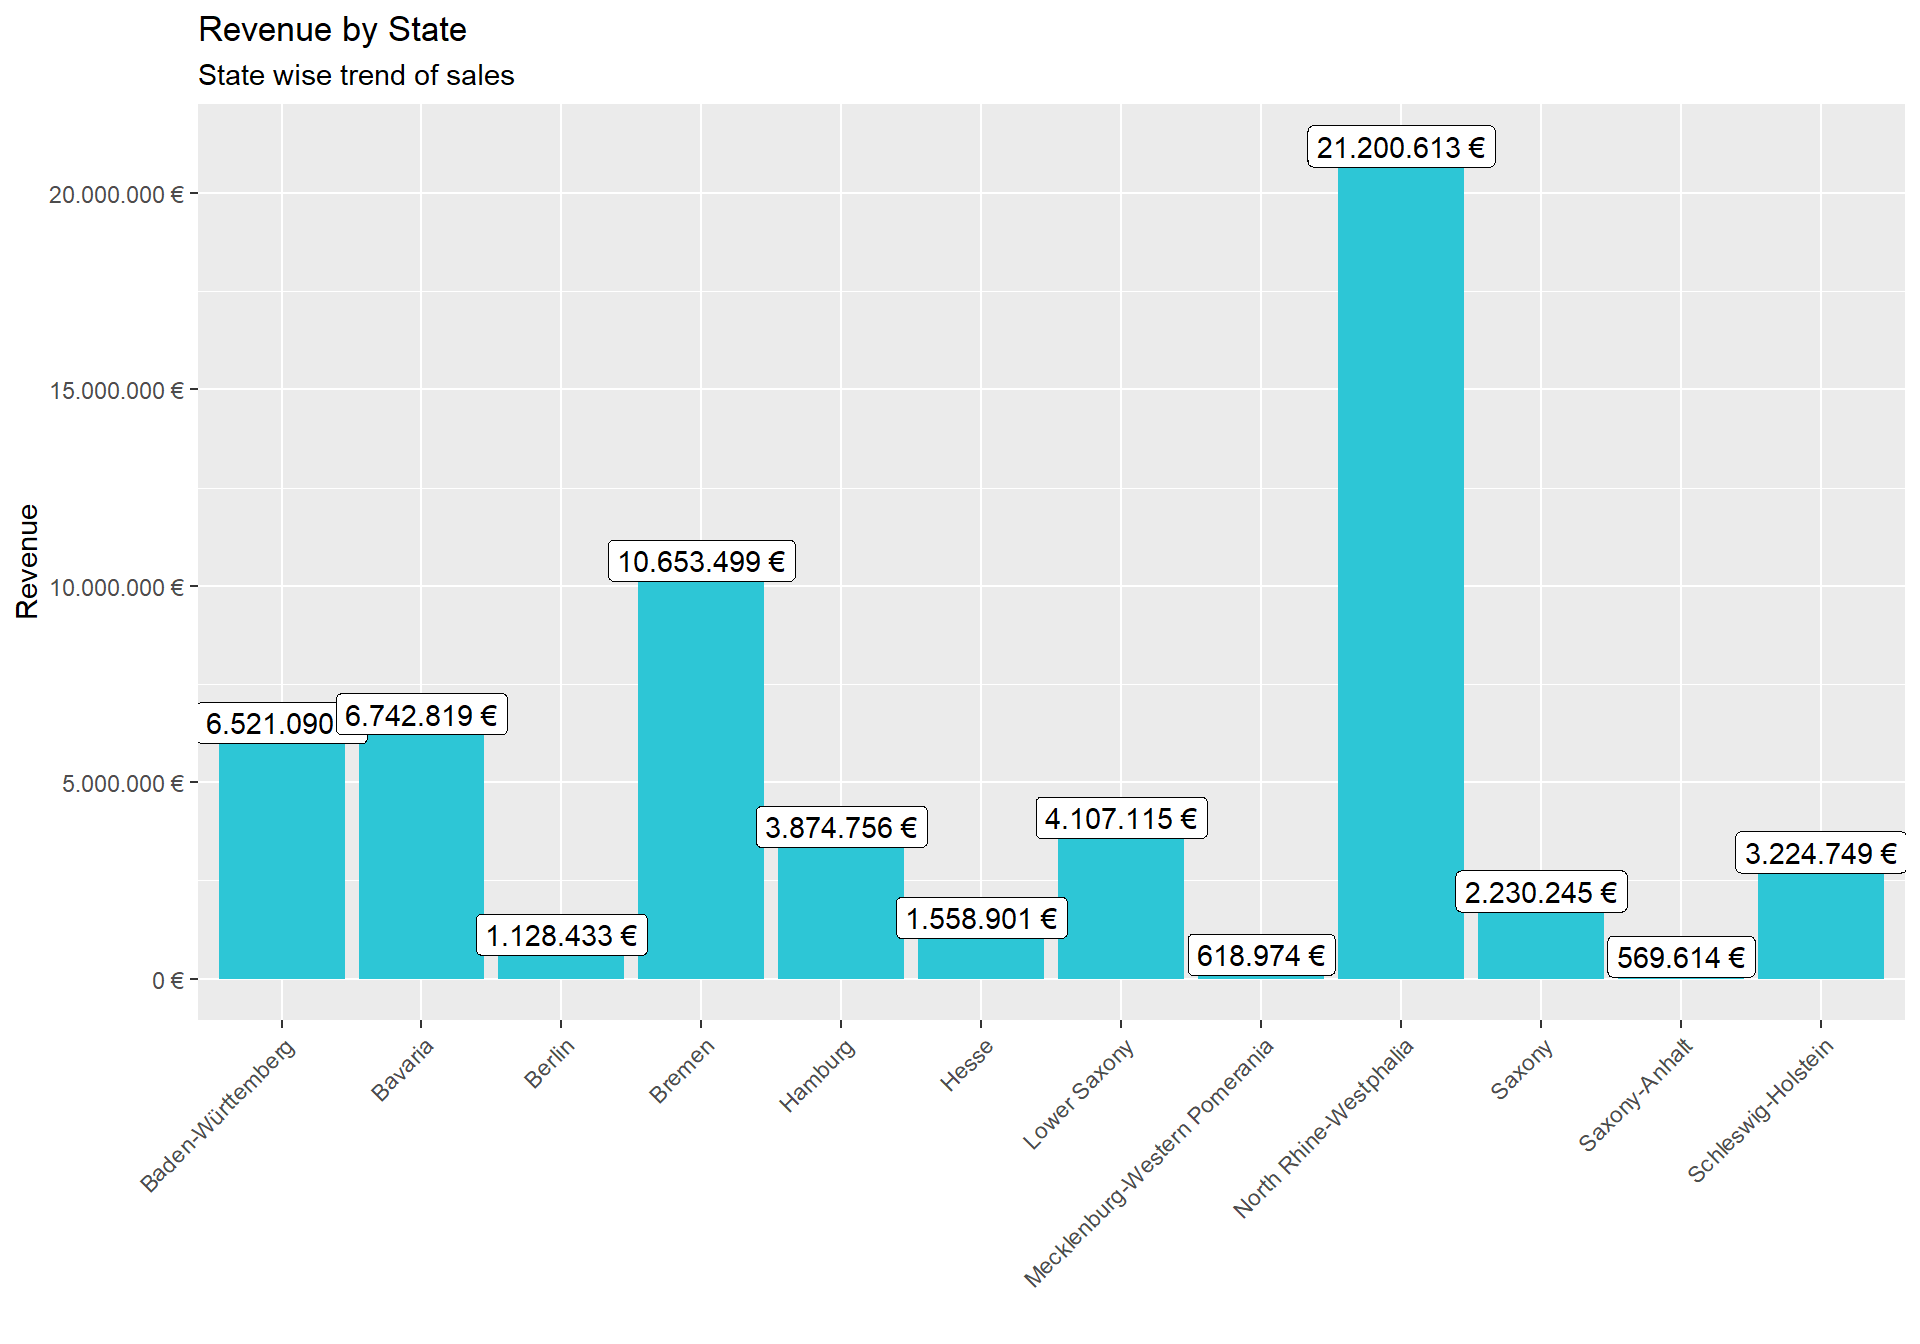 Revenue by State
State wise trend of sales
Revenue
20.000.000 €
15.000.000 €
10.000.000 €
5.000.000 €
0 €
6.521.090
6.742.819 €
1.128.433 €
10.653.499 €
3.874.756 €
1.558.901 €
4.107.115 €
618.974 €
21.200.613 €
2.230.245 €
569.614 €
3.224.749 €
Baden-Württemberg
Bavaria
Berlin
Bremen
Hamburg
Hesse
Lower Saxony
Mecklenburg-Western Pomerania
North Rhine-Westphalia
Saxony
Saxony-Anhalt
Schleswig-Holstein